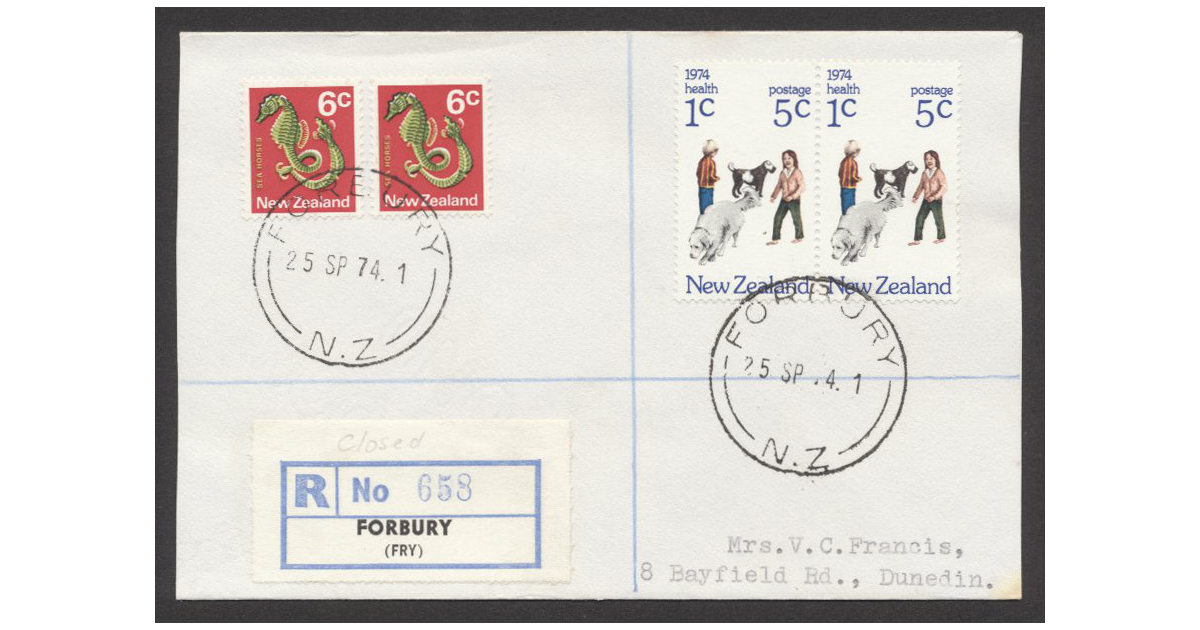 6c
SEA HORSES
New Zealand
6c
SEA HORSES
New Zealand
1974
health postage
1c 5c
New Zealand
1974
health postage
1c 5c
New Zealand
FORBURY
25 SP 74.1
N.Z
FORBURY
25 SP .4.1
N.Z
Closed
R No 658
FORBURY
(FRY)
Mrs.V.C.Francis,
8 Bayfield Rd., Dunedin.